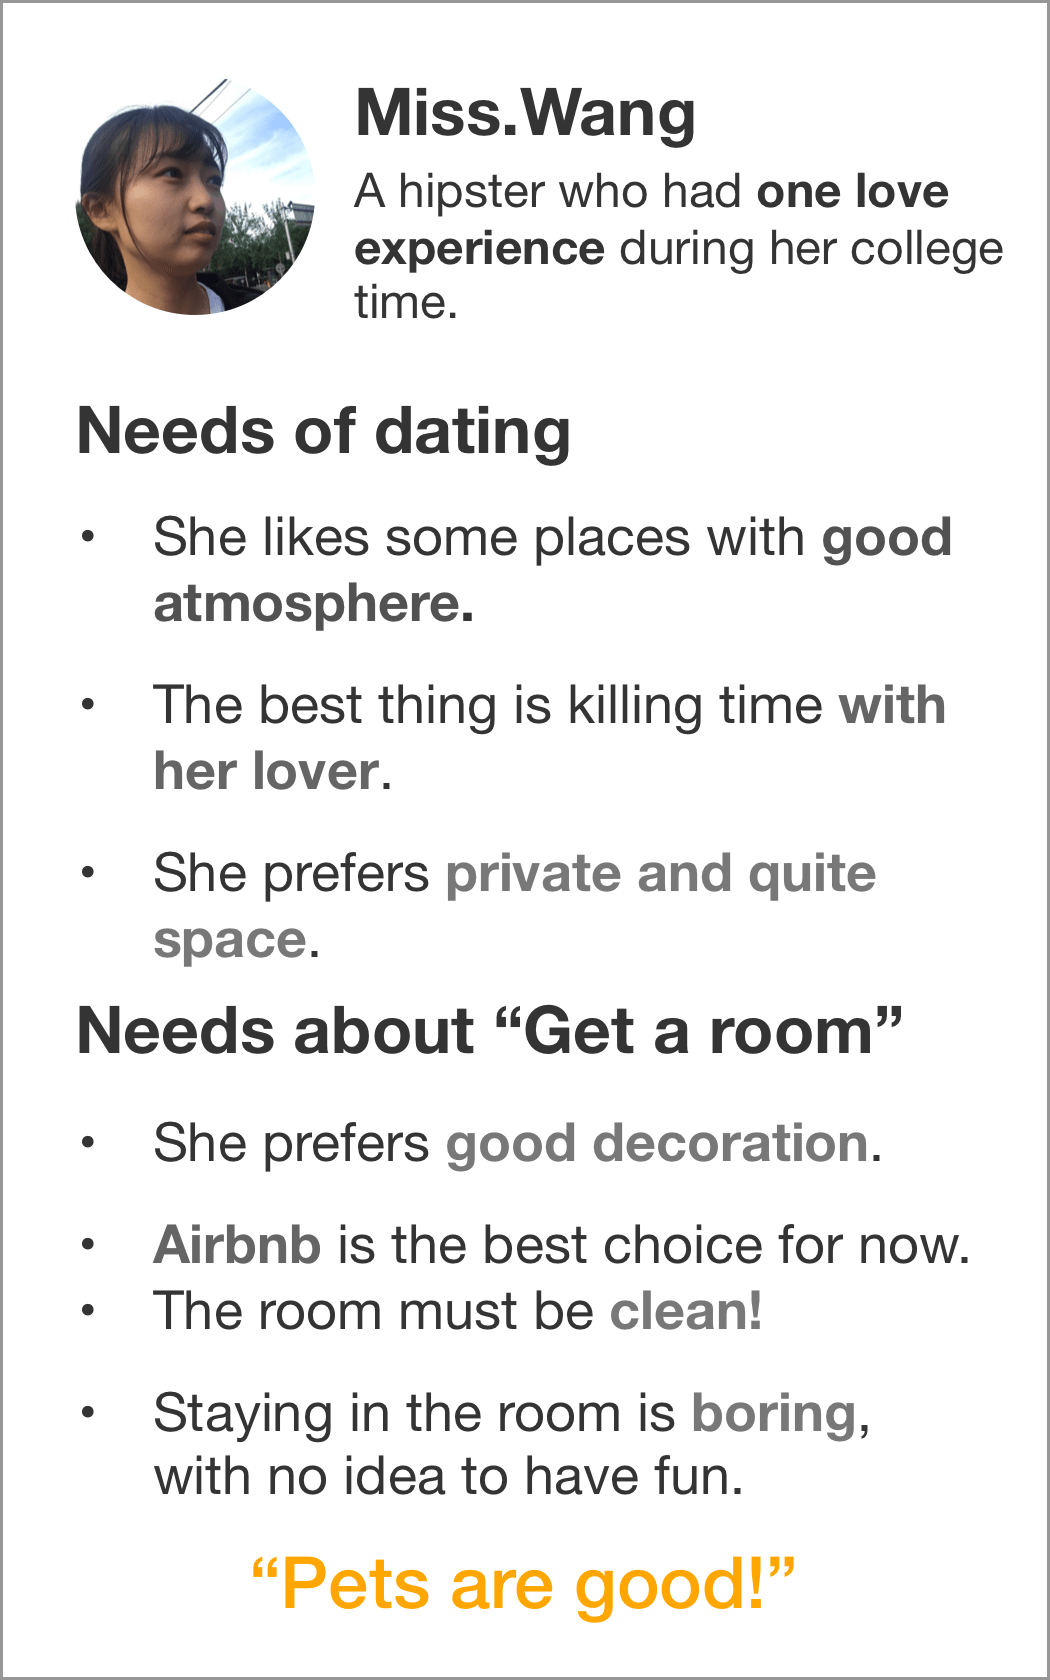 Miss.Wang
A hipster who had one love
experience during her college
time.
Needs of dating
• She likes some places with good
atmosphere.
• The best thing is killing time with
her lover.
• She prefers private and quite
space.
Needs about “Get a room”
• She prefers good decoration.
• Airbnb is the best choice for now.
• The room must be clean!
• Staying in the room is boring,
with no idea to have fun.
“Pets are good!”